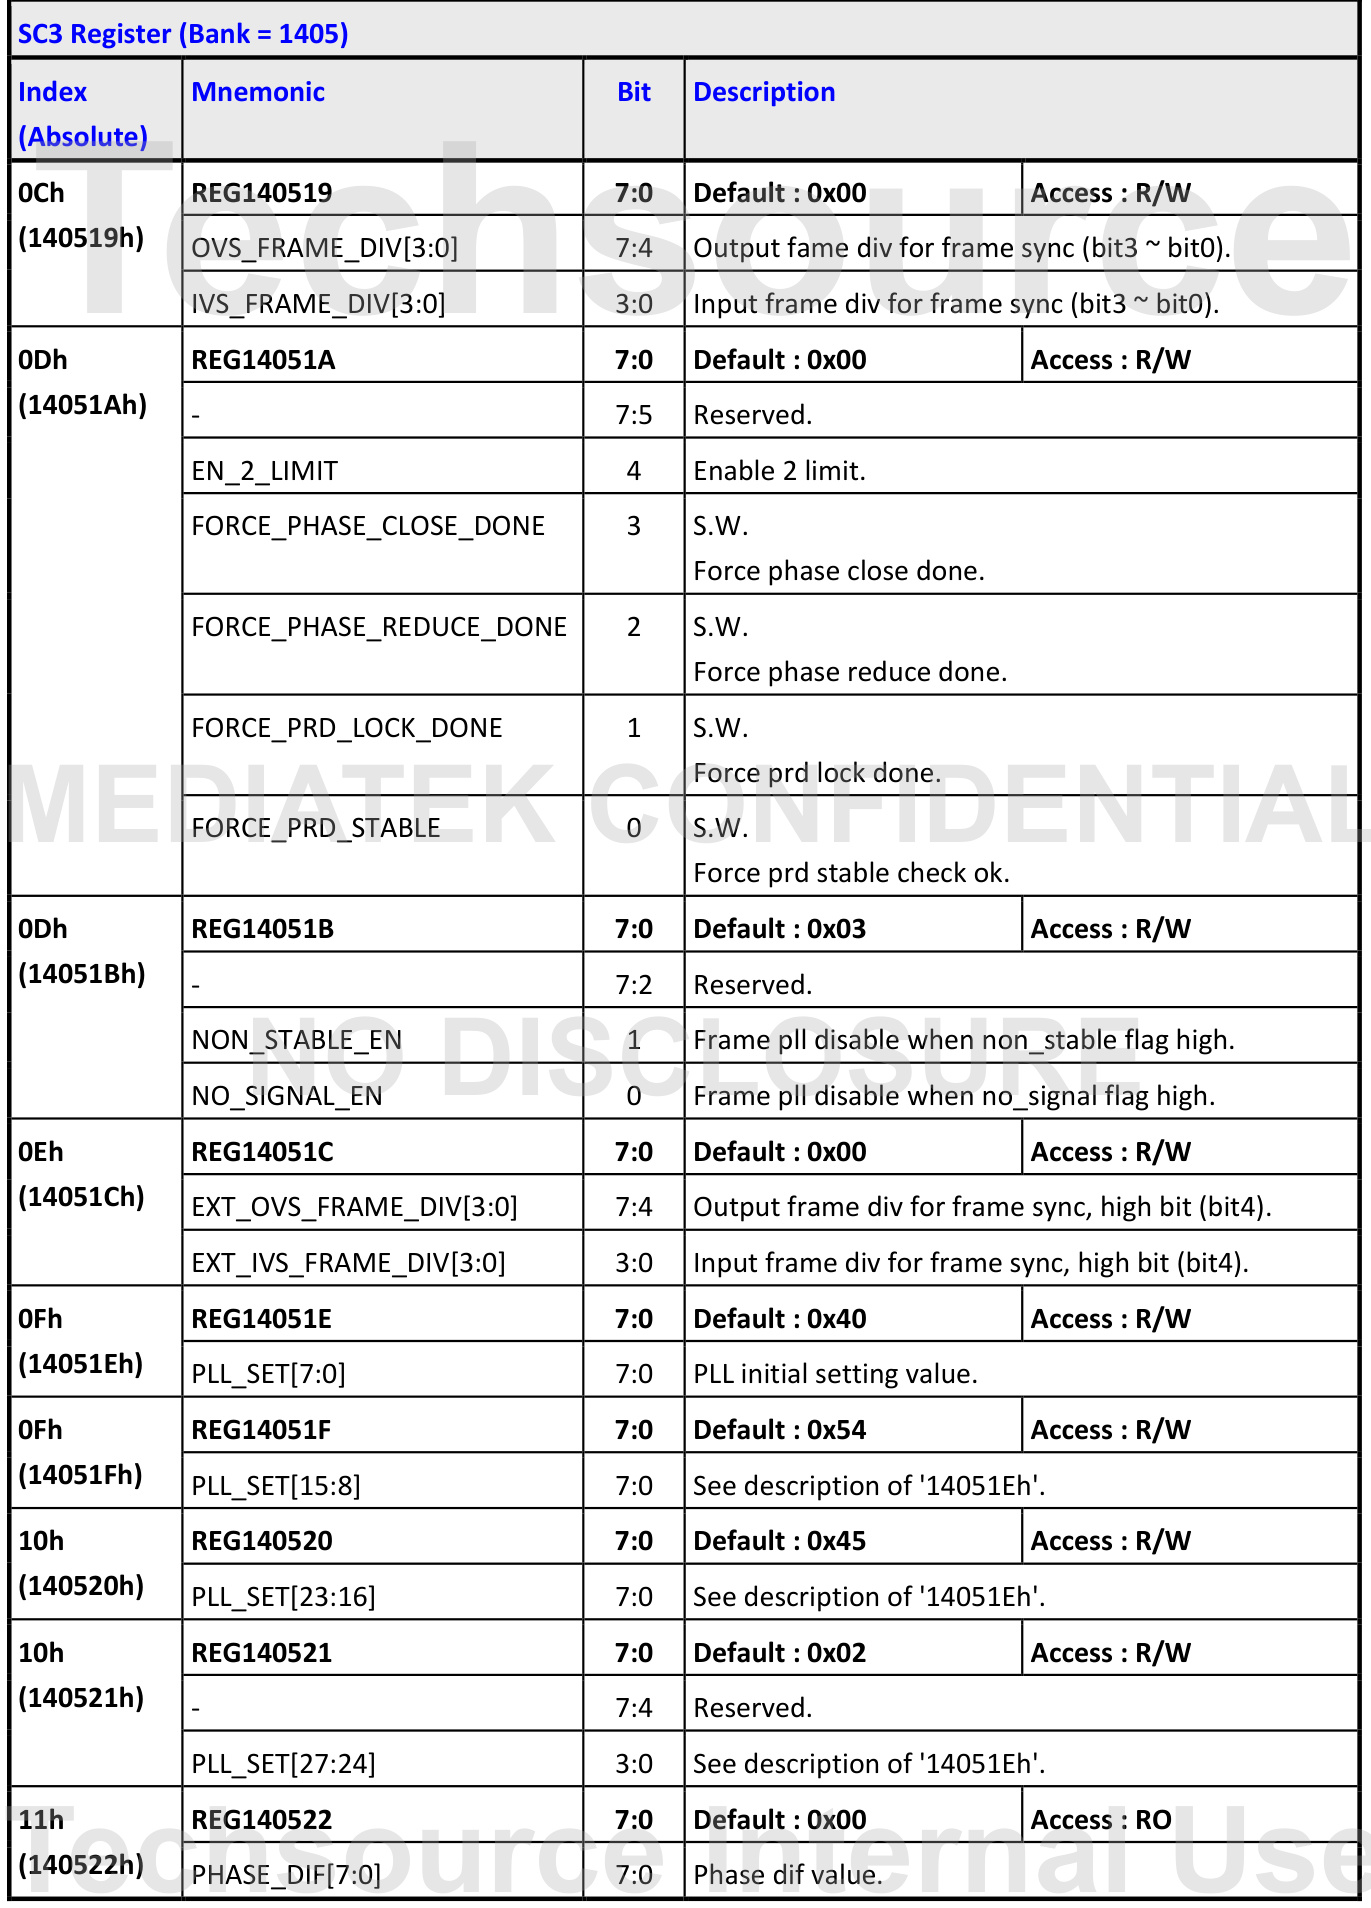 SC3 Register (Bank = 1405)
Index (Absolute) Mnemonic Bit Description
0Ch (140519h) REG140519 7:0 Default : 0x00 Access : R/W
OVS_FRAME_DIV[3:0] 7:4 Output fame div for frame sync (bit3 ~ bit0).
IVS_FRAME_DIV[3:0] 3:0 Input frame div for frame sync (bit3 ~ bit0).
0Dh (14051Ah) REG14051A 7:0 Default : 0x00 Access : R/W
- 7:5 Reserved.
EN_2_LIMIT 4 Enable 2 limit.
FORCE_PHASE_CLOSE_DONE 3 S.W.
Force phase close done.
FORCE_PHASE_REDUCE_DONE 2 S.W.
Force phase reduce done.
FORCE_PRD_LOCK_DONE 1 S.W.
Force prd lock done.
FORCE_PRD_STABLE 0 S.W.
Force prd stable check ok.
0Dh (14051Bh) REG14051B 7:0 Default : 0x03 Access : R/W
- 7:2 Reserved.
NON_STABLE_EN 1 Frame pll disable when non_stable flag high.
NO_SIGNAL_EN 0 Frame pll disable when no_signal flag high.
0Eh (14051Ch) REG14051C 7:0 Default : 0x00 Access : R/W
EXT_OVS_FRAME_DIV[3:0] 7:4 Output frame div for frame sync, high bit (bit4).
EXT_IVS_FRAME_DIV[3:0] 3:0 Input frame div for frame sync, high bit (bit4).
0Fh (14051Eh) REG14051E 7:0 Default : 0x40 Access : R/W
PLL_SET[7:0] 7:0 PLL initial setting value.
0Fh (14051Fh) REG14051F 7:0 Default : 0x54 Access : R/W
PLL_SET[15:8] 7:0 See description of '14051Eh'.
10h (140520h) REG140520 7:0 Default : 0x45 Access : R/W
PLL_SET[23:16] 7:0 See description of '14051Eh'.
10h (140521h) REG140521 7:0 Default : 0x02 Access : R/W
- 7:4 Reserved.
PLL_SET[27:24] 3:0 See description of '14051Eh'.
11h (140522h) REG140522 7:0 Default : 0x00 Access : RO
PHASE_DIF[7:0] 7:0 Phase dif value.
Techsource
MEDIATEK CONFIDENTIAL
NO DISCLOSURE
Techsource Internal Use